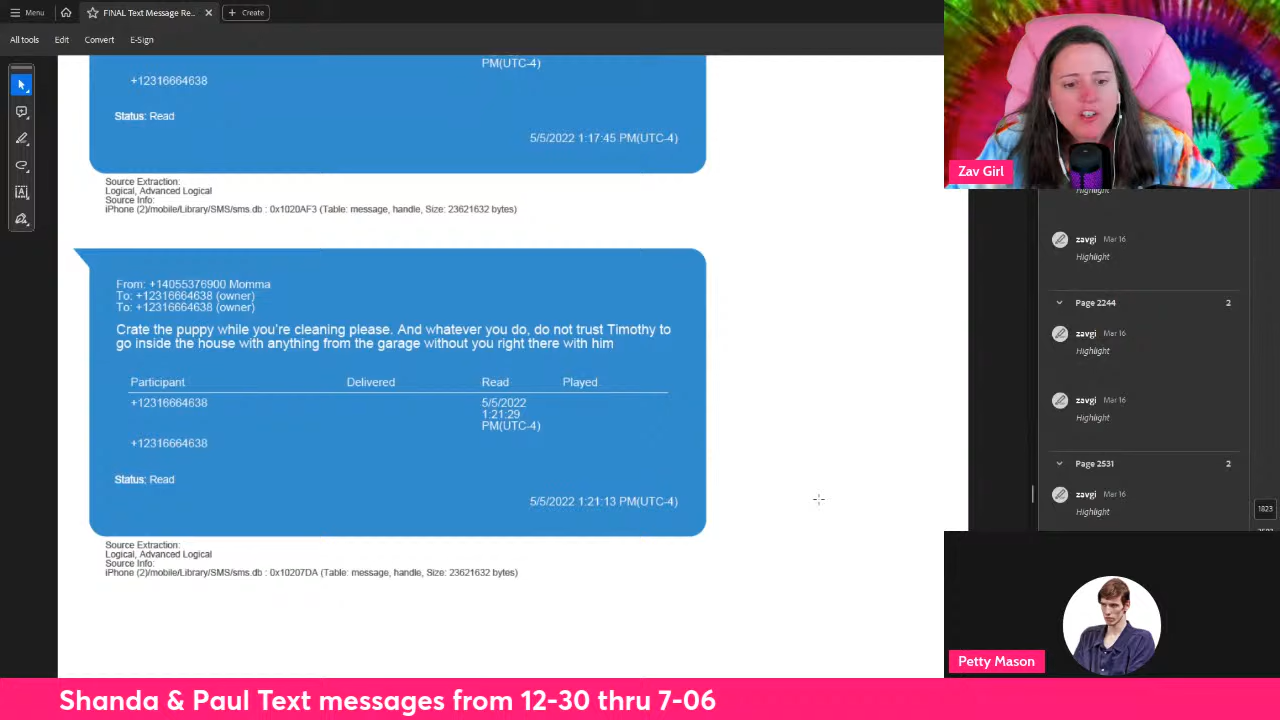 Menu
FINAL Text Message Re...
Create
All tools
Edit
Convert
E-Sign
PM(UTC-4)
+12316664638
Status: Read
5/5/2022 1:17:45 PM(UTC-4)
Source Extraction:
Logical, Advanced Logical
Source Info:
iPhone (2)/mobile/Library/SMS/sms.db : 0x1020AF3 (Table: message, handle, Size: 23621632 bytes)
From: +14055376900 Momma
To: +12316664638 (owner)
To: +12316664638 (owner)
Crate the puppy while you're cleaning please. And whatever you do, do not trust Timothy to
go inside the house with anything from the garage without you right there with him
Participant Delivered Read Played
+12316664638 5/5/2022
1:21:29
PM(UTC-4)
+12316664638
Status: Read
5/5/2022 1:21:13 PM(UTC-4)
Source Extraction:
Logical, Advanced Logical
Source Info:
iPhone (2)/mobile/Library/SMS/sms.db : 0x10207DA (Table: message, handle, Size: 23621632 bytes)
Zav Girl
Highlight
zavgi Mar 16
Highlight
Page 2244 2
zavgi Mar 16
Highlight
zavgi Mar 16
Highlight
Page 2531 2
zavgi Mar 16
Highlight
1823
Petty Mason
Shanda & Paul Text messages from 12-30 thru 7-06